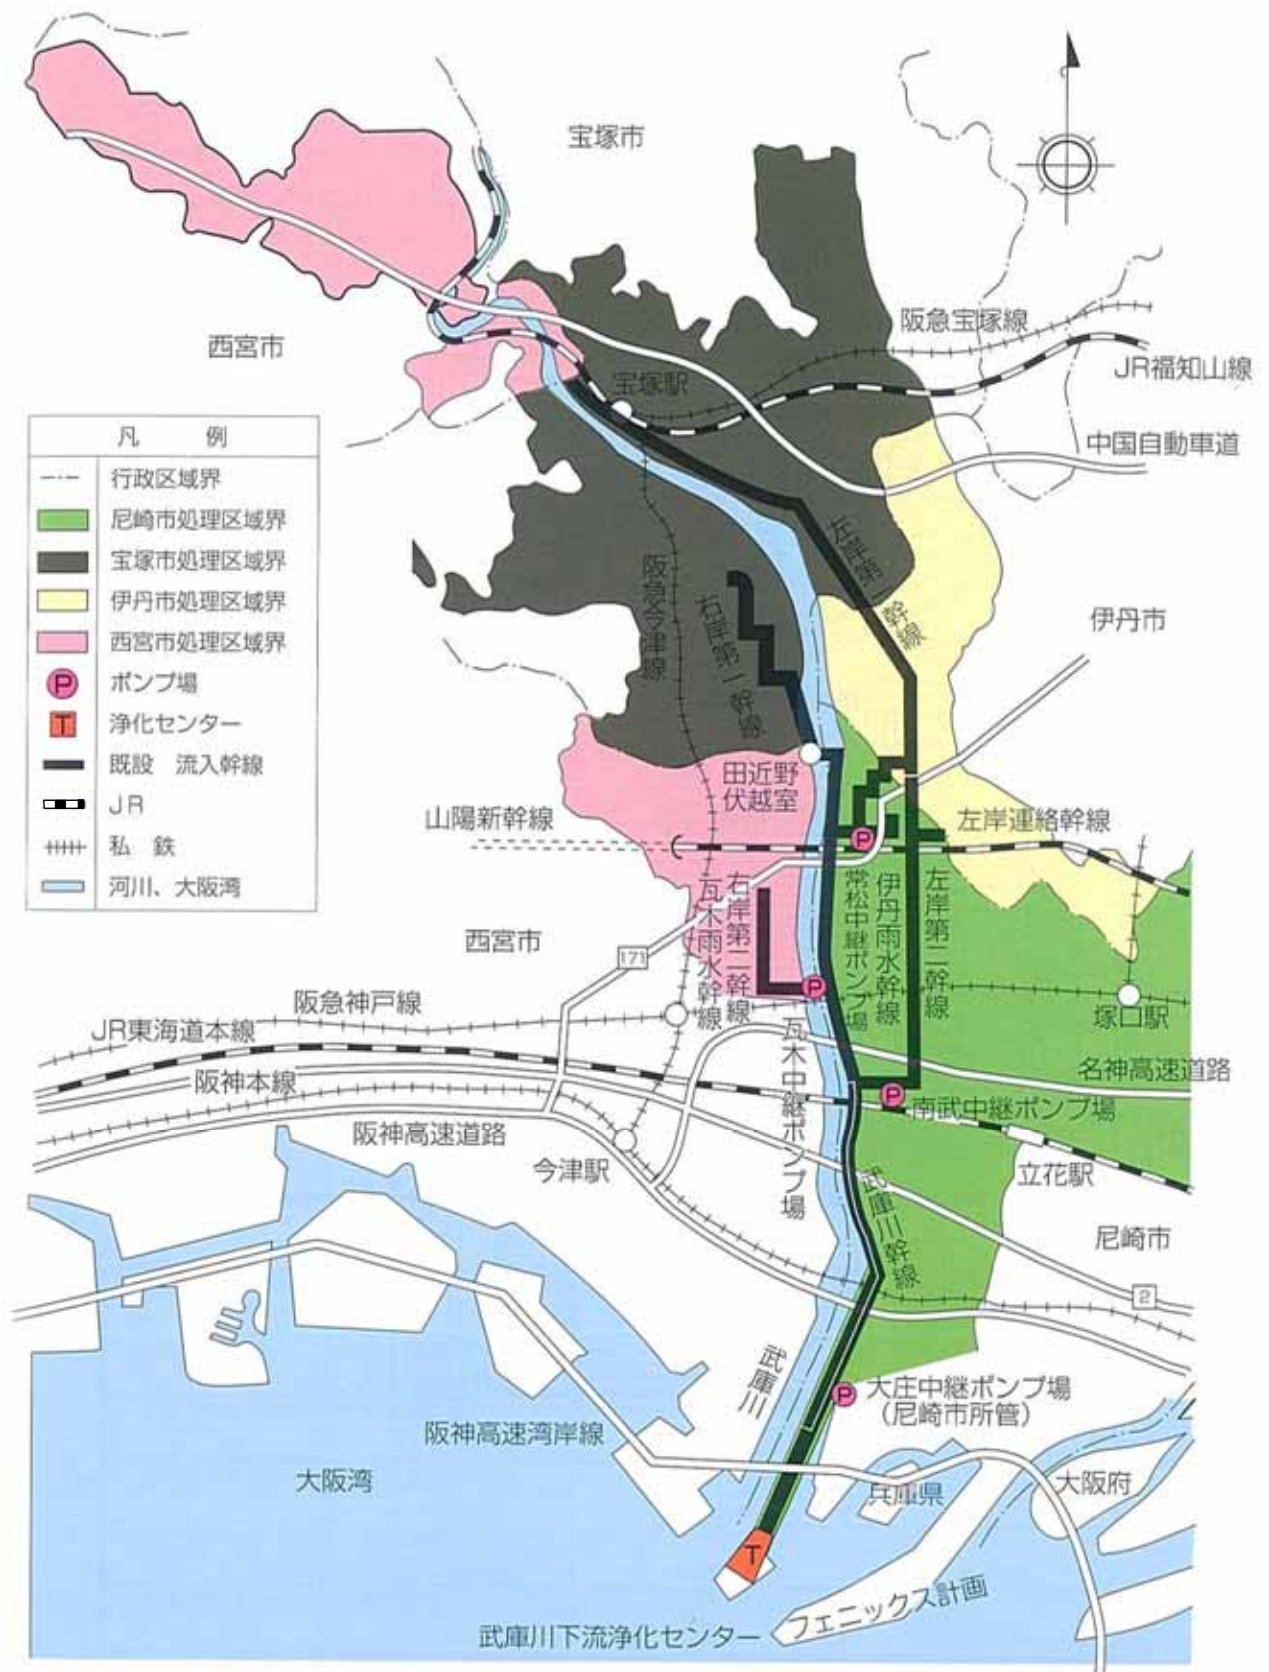 宝塚市
阪急宝塚線
西宮市
JR福知山線
宝塚駅
中国自動車道
凡 例
行政区域界
尼崎市処理区域界
宝塚市処理区域界
伊丹市処理区域界
西宮市処理区域界
P
ポンプ場
T
浄化センター
既設 流入幹線
JR
私 鉄
河川、大阪湾
左岸第一幹線
阪急今津線
右岸第一幹線
伊丹市
田近野
伏越室
山陽新幹線
左岸連絡幹線
P
西宮市
171
瓦木雨水幹線
右岸第二幹線
常松中継ポンプ場
伊丹雨水幹線
左岸第二幹線
P
阪急神戸線
塚口駅
JR東海道本線
名神高速道路
阪神本線
P
南武中継ポンプ場
阪神高速道路
瓦木中継ポンプ場
今津駅
立花駅
武庫川幹線
尼崎市
2
武庫川
P
大庄中継ポンプ場
(尼崎市所管)
阪神高速湾岸線
大阪湾
兵庫県
大阪府
T
フェニックス計画
武庫川下流浄化センター